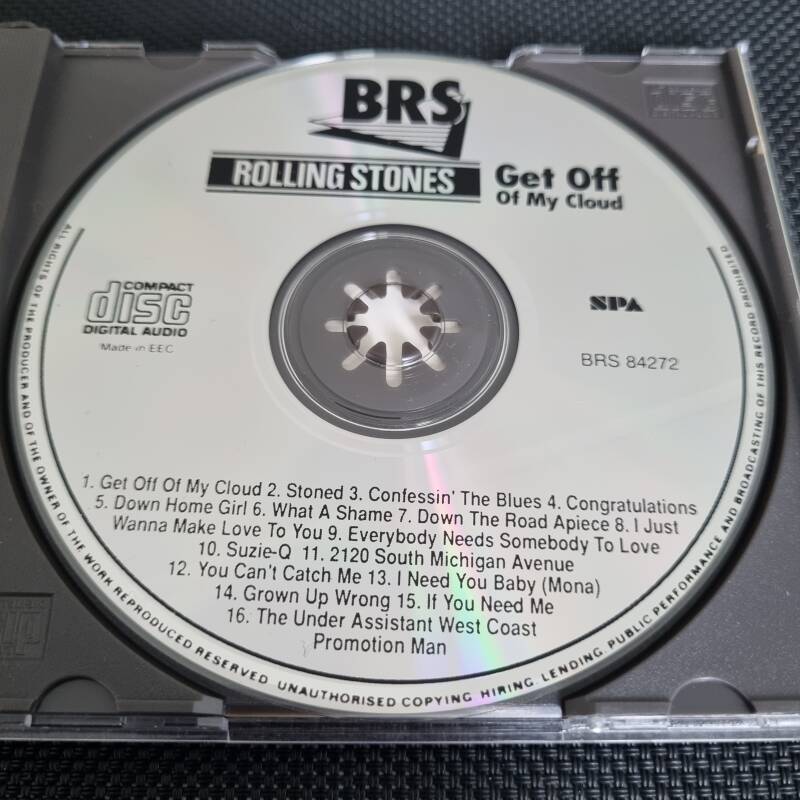 BRS
ROLLING STONES
Get Off
Of My Cloud
COMPACT
disc
DIGITAL AUDIO
Made in EEC
SPA
BRS 84272
1. Get Off Of My Cloud 2. Stoned 3. Confessin' The Blues 4. Congratulations
5. Down Home Girl 6. What A Shame 7. Down The Road Apiece 8. I Just
Wanna Make Love To You 9. Everybody Needs Somebody To Love
10. Suzie-Q 11. 2120 South Michigan Avenue
12. You Can't Catch Me 13. I Need You Baby (Mona)
14. Grown Up Wrong 15. If You Need Me
16. The Under Assistant West Coast
Promotion Man
ALL RIGHTS OF THE PRODUCER AND OF THE OWNER OF THE WORK REPRODUCED RESERVED. UNAUTHORISED COPYING, HIRING, LENDING, PUBLIC PERFORMANCE AND BROADCASTING OF THIS RECORD PROHIBITED